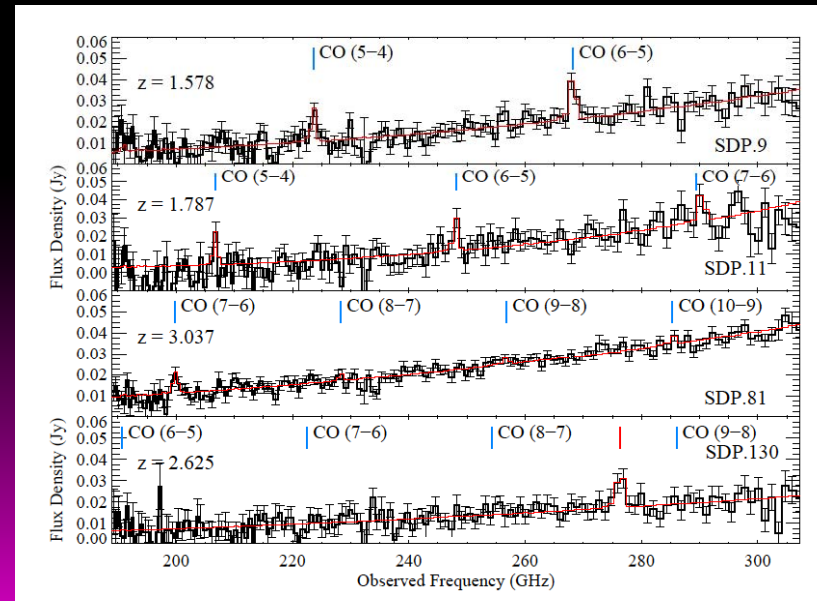 0.06
0.05
0.04
0.03
0.02
0.01
CO (5−4)
CO (6−5)
z = 1.578
SDP.9
0.06
0.05
0.04
0.03
0.02
0.01
0.00
CO (5−4)
CO (6−5)
CO (7−6)
z = 1.787
SDP.11
0.06
0.05
0.04
0.03
0.02
0.01
CO (7−6)
CO (8−7)
CO (9−8)
CO (10−9)
z = 3.037
SDP.81
0.06
0.05
0.04
0.03
0.02
0.01
0.00
CO (6−5)
CO (7−6)
CO (8−7)
CO (9−8)
z = 2.625
SDP.130
Flux Density (Jy)
Flux Density (Jy)
Flux Density (Jy)
Flux Density (Jy)
200 220 240 260 280 300
Observed Frequency (GHz)